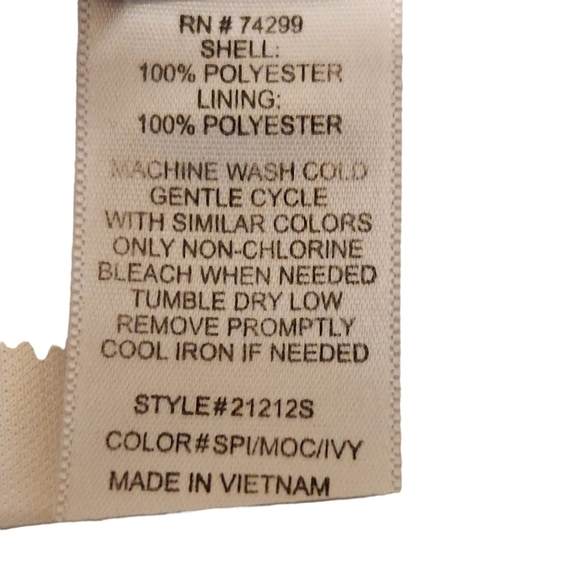 RN # 74299
SHELL:
100% POLYESTER
LINING:
100% POLYESTER
MACHINE WASH COLD
GENTLE CYCLE
WITH SIMILAR COLORS
ONLY NON-CHLORINE
BLEACH WHEN NEEDED
TUMBLE DRY LOW
REMOVE PROMPTLY
COOL IRON IF NEEDED
STYLE#21212S
COLOR#SPI/MOC/IVY
MADE IN VIETNAM